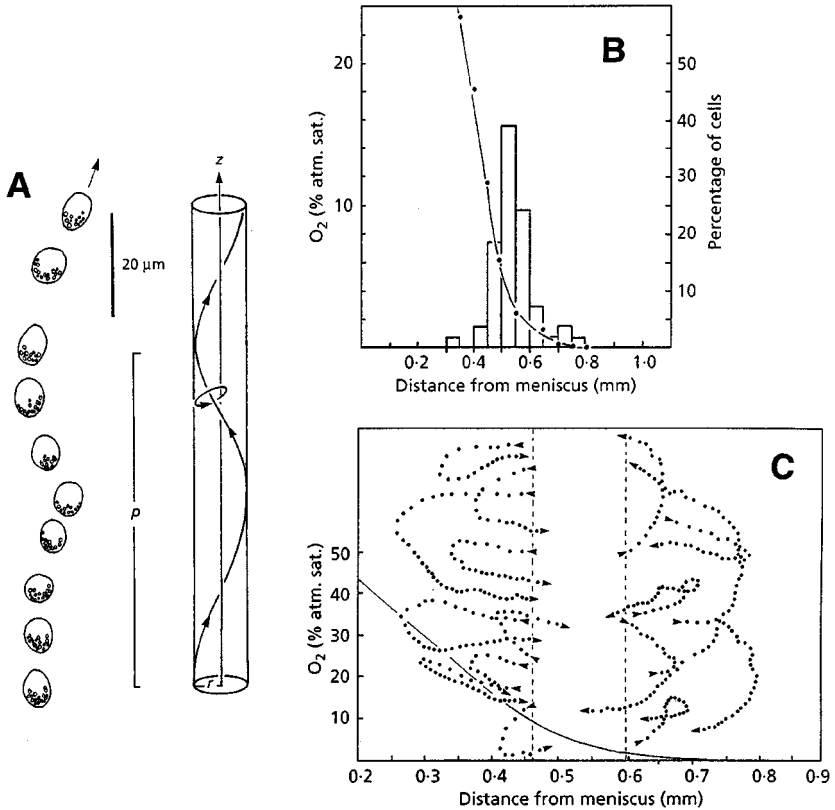 A
z
20 μm
p
r
B
O₂ (% atm. sat.)
20
10
Percentage of cells
50
40
30
20
10
0·2 0·4 0·6 0·8 1·0
Distance from meniscus (mm)
C
O₂ (% atm. sat.)
50
40
30
20
10
0·2 0·3 0·4 0·5 0·6 0·7 0·8 0·9
Distance from meniscus (mm)